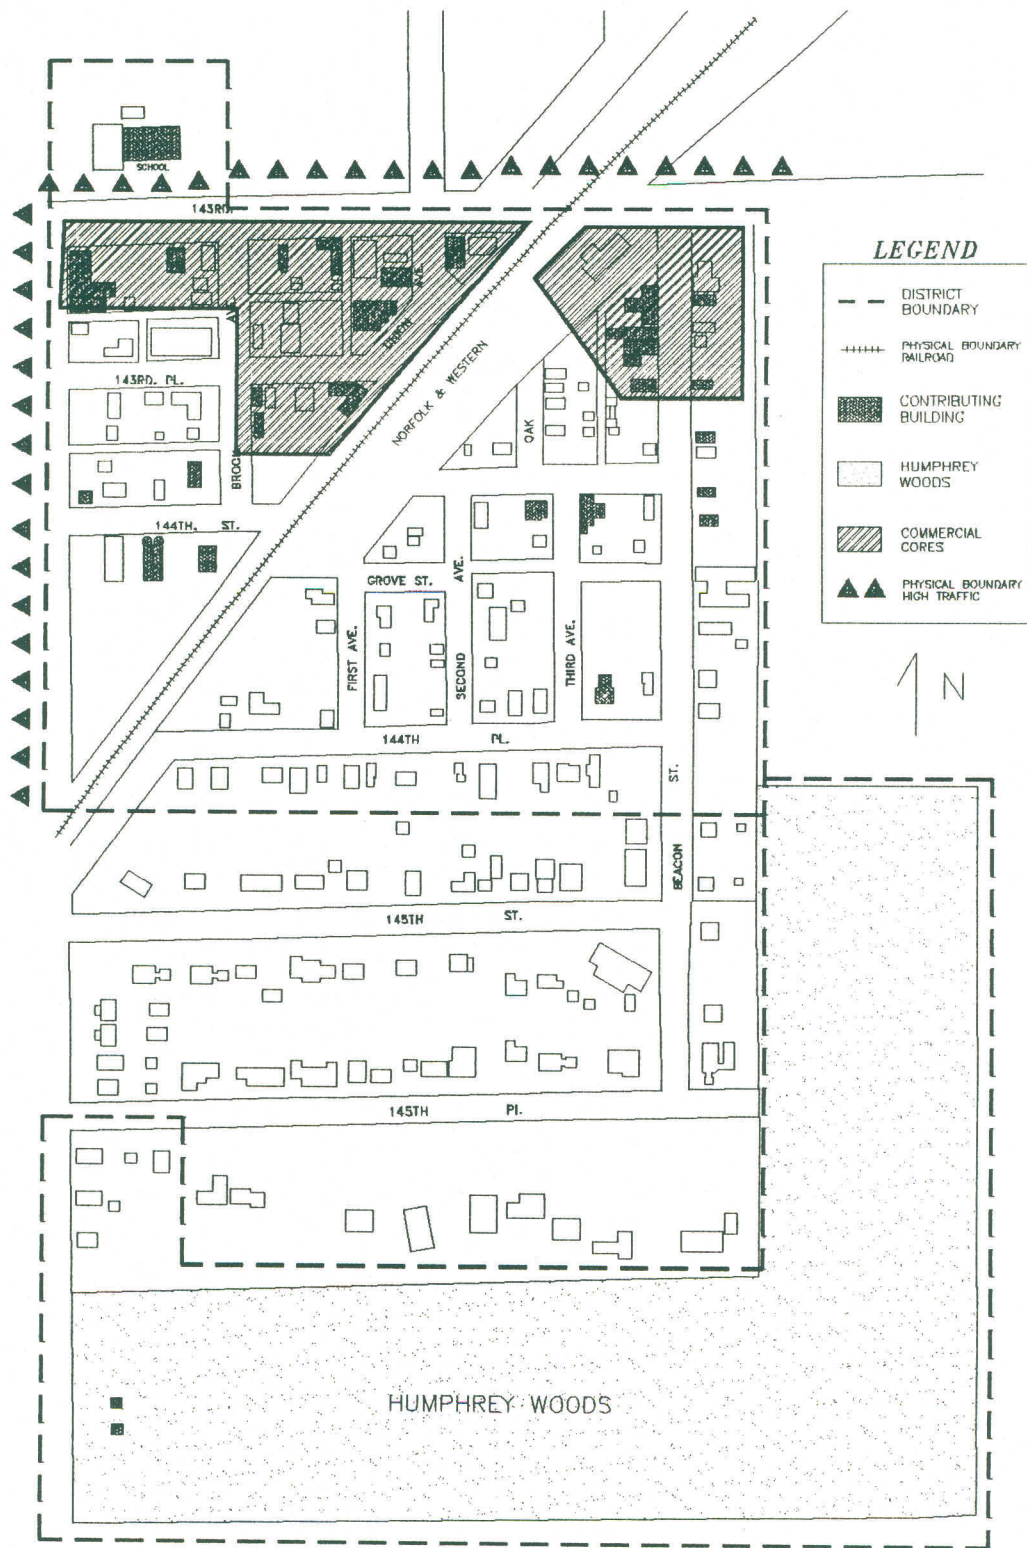 SCHOOL
143RD.
LEGEND
DISTRICT
BOUNDARY
PHYSICAL BOUNDARY
RAILROAD
CONTRIBUTING
BUILDING
HUMPHREY
WOODS
COMMERCIAL
CORES
PHYSICAL BOUNDARY
HIGH TRAFFIC
N
AVE.
UNION
NORFOLK & WESTERN
143RD. PL.
OAK
144TH. ST.
GROVE ST.
AVE.
FIRST AVE.
SECOND
THIRD AVE.
144TH PL.
ST.
BEACON
145TH ST.
145TH Pl.
HUMPHREY WOODS